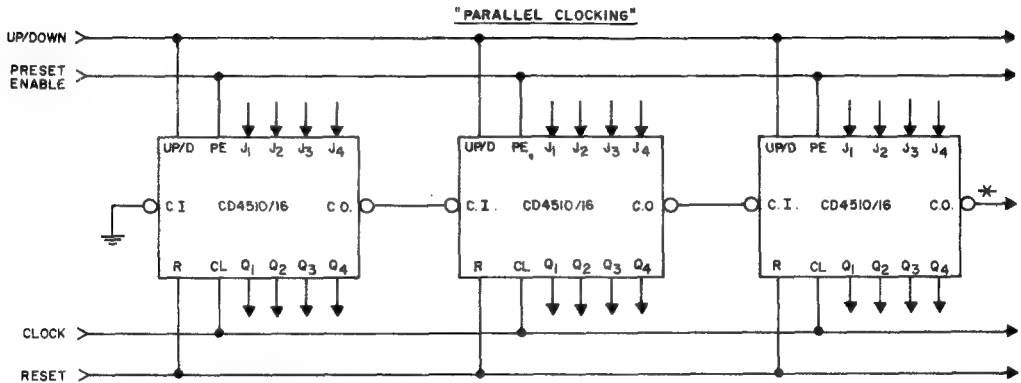 "PARALLEL CLOCKING"
UP/DOWN
PRESET
ENABLE
UP/D PE J1 J2 J3 J4
UP/D PE, J1 J2 J3 J4
UP/D PE J1 J2 J3 J4
C.I CD4510/16 C.O.
C.I. CD4510/16 C.O
C.I. CD4510/16 C.O.
*
R CL Q1 Q2 Q3 Q4
R CL Q1 Q2 Q3 Q4
R CL Q1 Q2 Q3 Q4
CLOCK
RESET